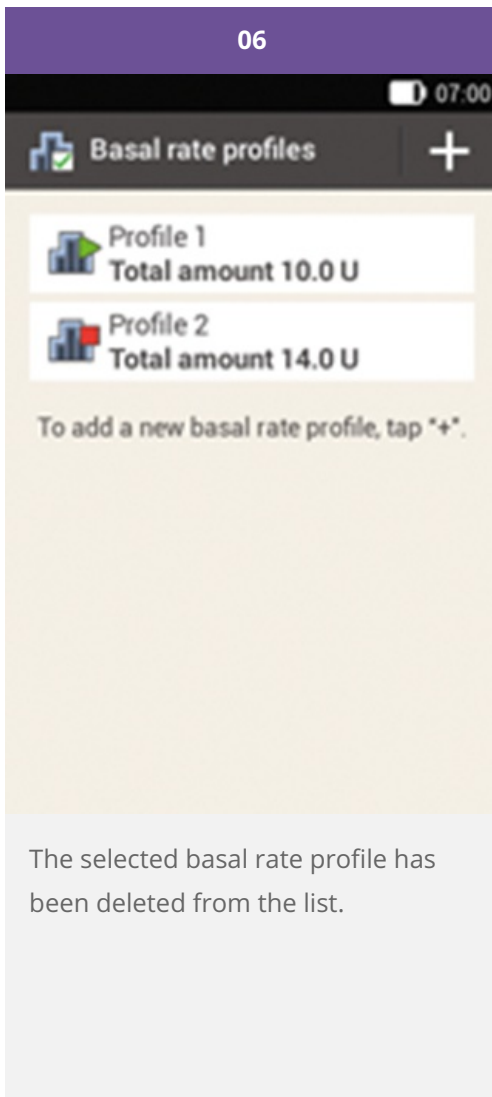 06
07:00
Basal rate profiles +
Profile 1
Total amount 10.0 U
Profile 2
Total amount 14.0 U
To add a new basal rate profile, tap "+".
The selected basal rate profile has
been deleted from the list.